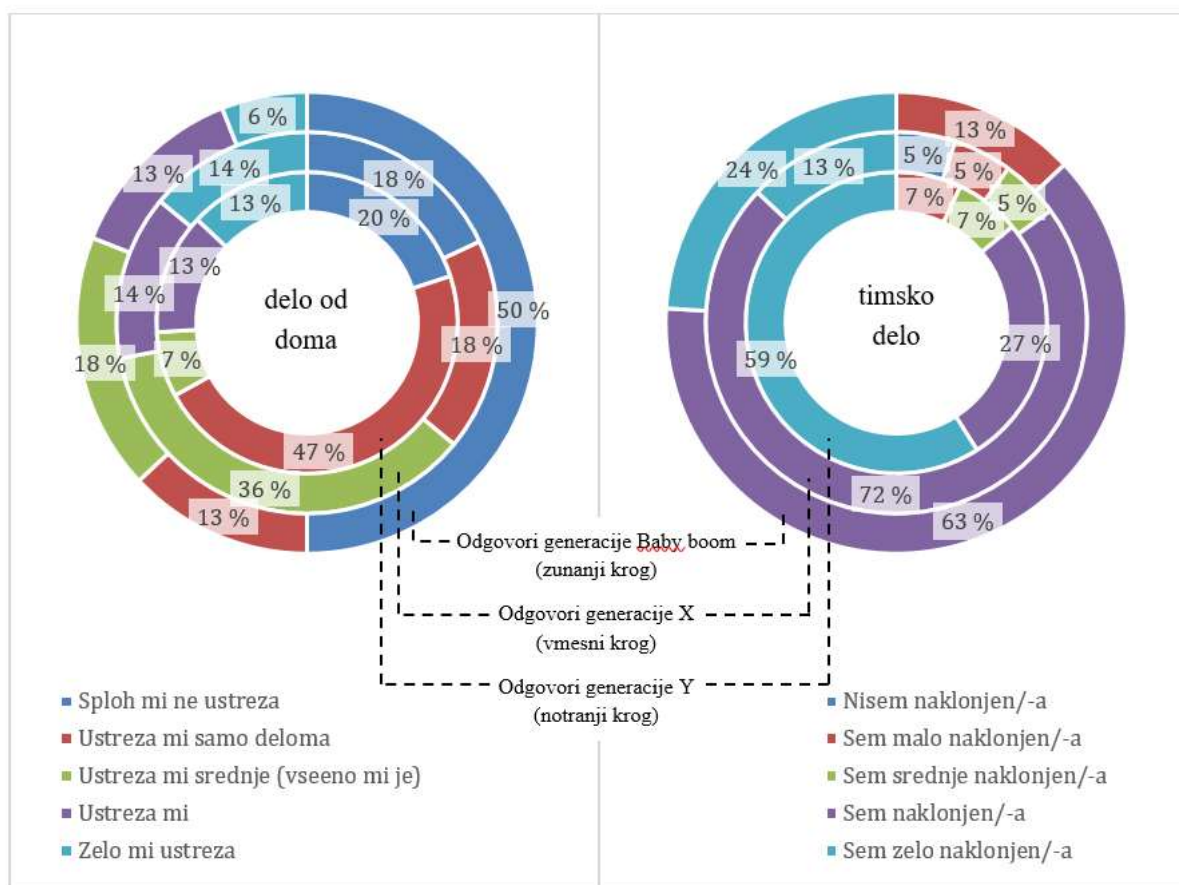 6 %
13 %
14 %
13 %
18 %
20 %
13 %
14 %
50 %
18 %
18 %
7 %
47 %
36 %
13 %
delo od
doma
13 %
5 %
5 %
24 %
13 %
7 %
7 %
5 %
27 %
59 %
72 %
63 %
timsko
delo
Odgovori generacije Baby boom
(zunanji krog)
Odgovori generacije X
(vmesni krog)
Odgovori generacije Y
(notranji krog)
Sploh mi ne ustreza
Ustreza mi samo deloma
Ustreza mi srednje (vseeno mi je)
Ustreza mi
Zelo mi ustreza
Nisem naklonjen/-a
Sem malo naklonjen/-a
Sem srednje naklonjen/-a
Sem naklonjen/-a
Sem zelo naklonjen/-a